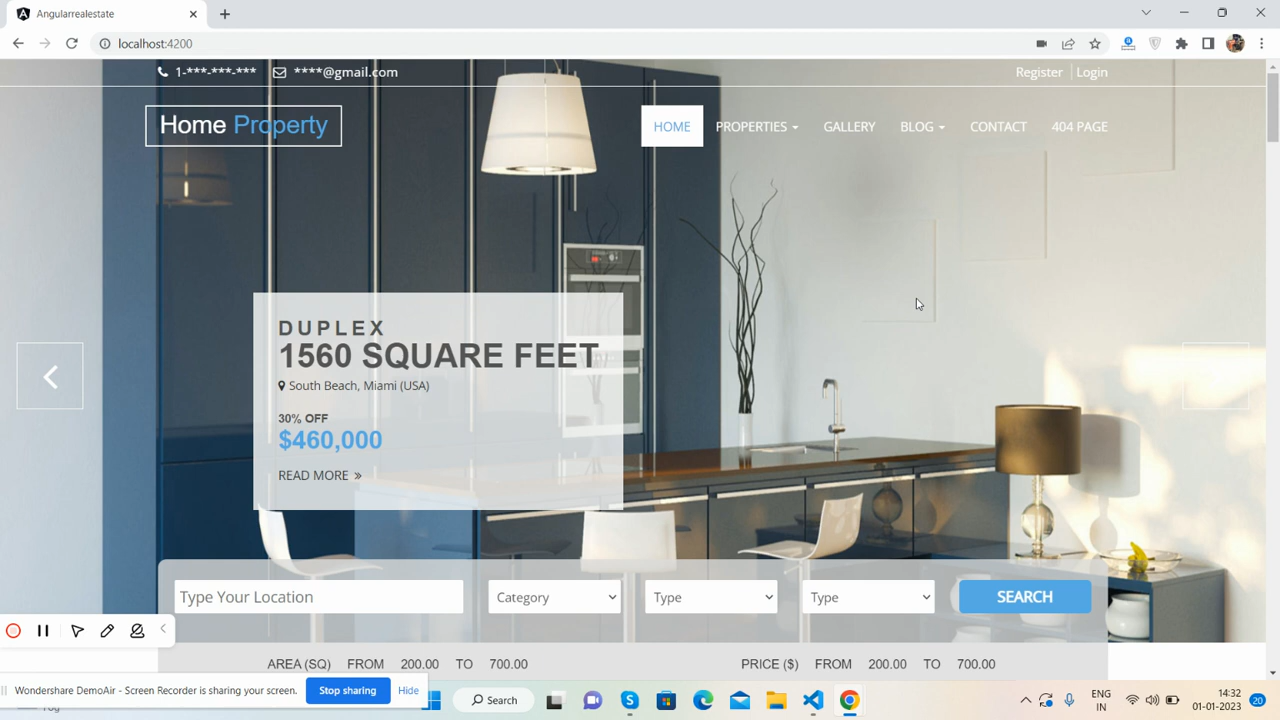 Angularrealestate
localhost:4200
1-***-***-*** ****@gmail.com
Register Login
Home Property
HOME PROPERTIES GALLERY BLOG CONTACT 404 PAGE
DUPLEX
1560 SQUARE FEET
South Beach, Miami (USA)
30% OFF
$460,000
READ MORE »
Type Your Location Category Type Type SEARCH
AREA (SQ) FROM 200.00 TO 700.00 PRICE ($) FROM 200.00 TO 700.00
Wondershare DemoAir - Screen Recorder is sharing your screen. Stop sharing Hide
Search
ENG
IN
14:32
01-01-2023
20